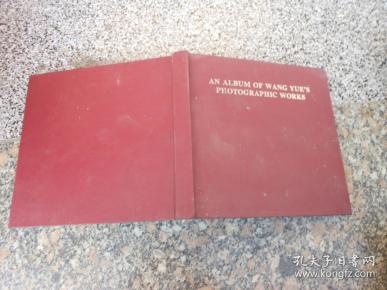 AN ALBUM OF WANG YUE'S
PHOTOGRAPHIC WORKS
孔夫子旧书网
www.kongfz.com